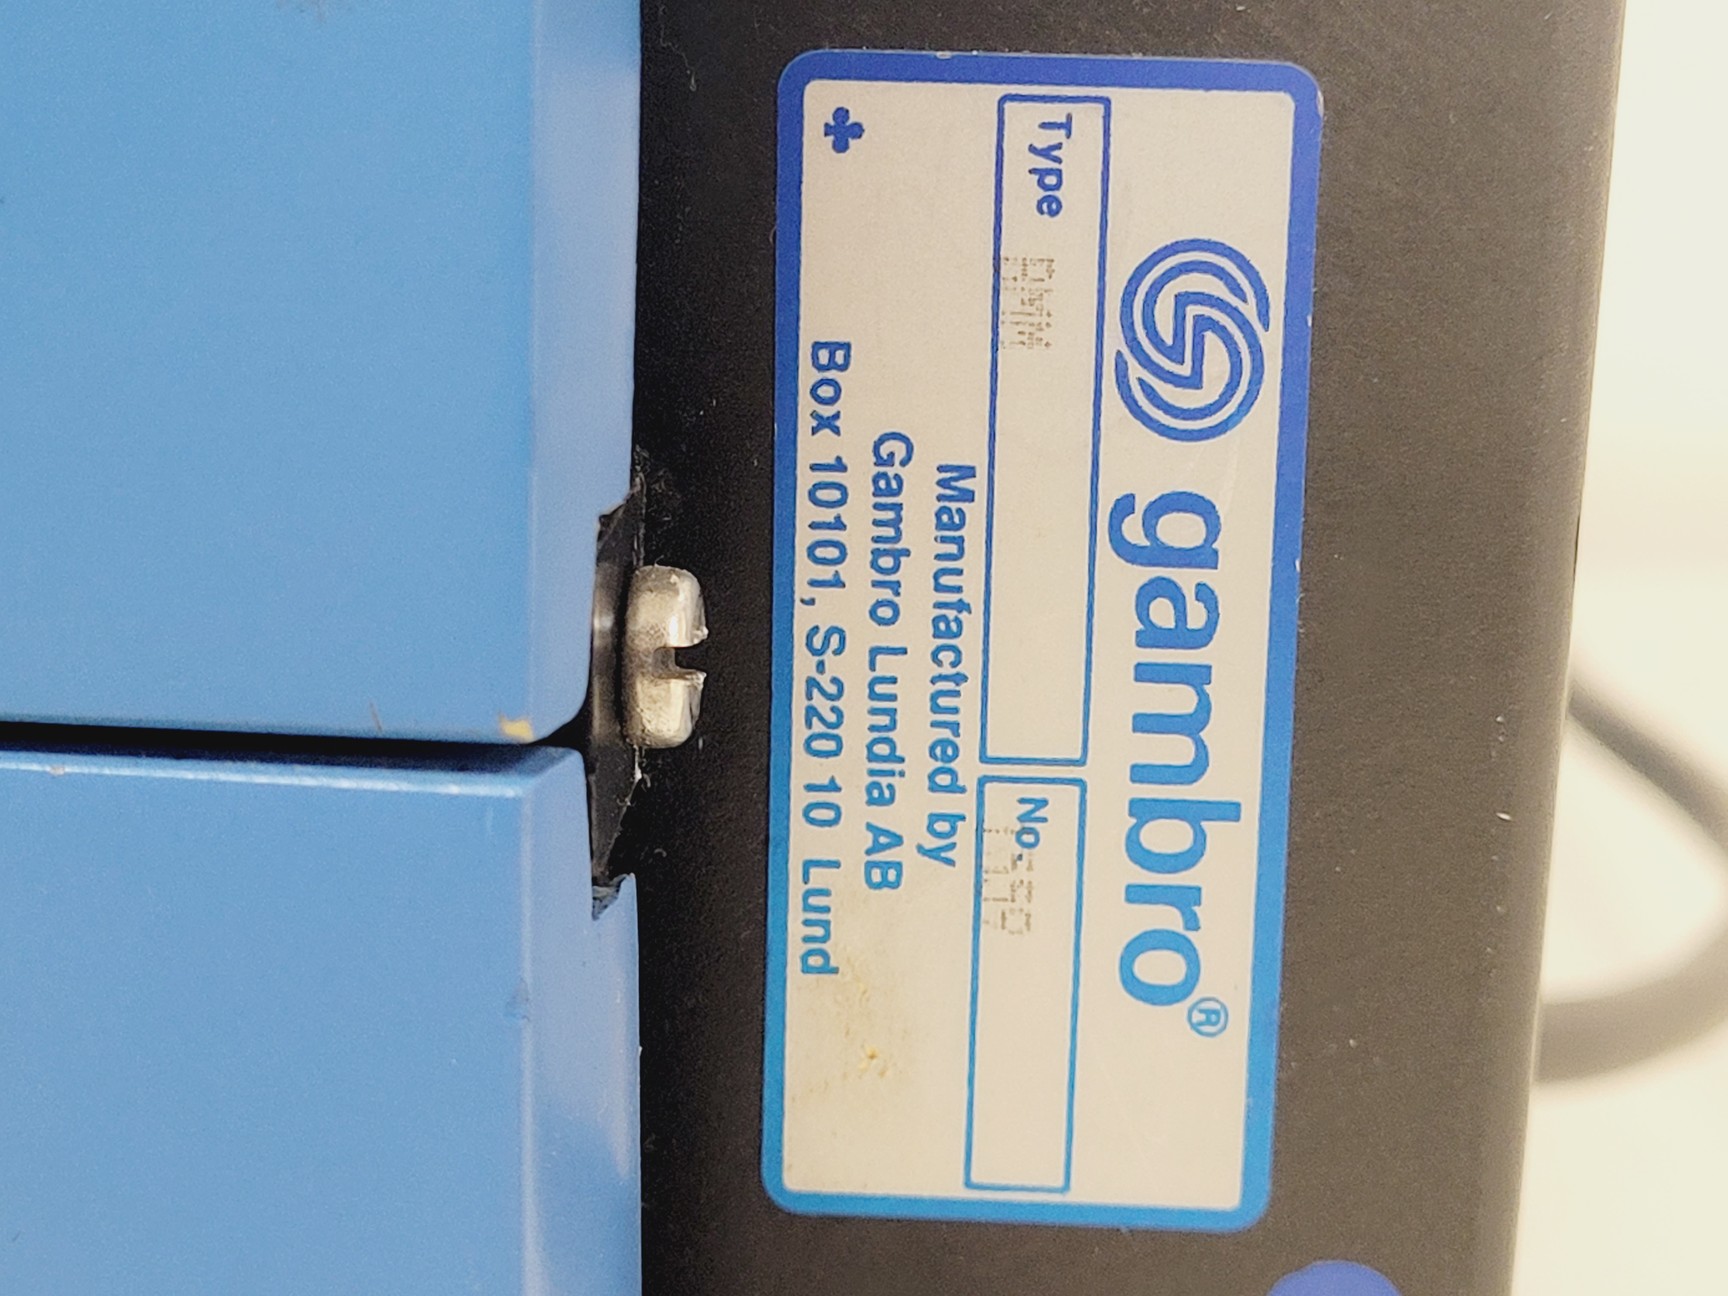 gambro®
Type
No.
Manufactured by
Gambro Lundia AB
Box 10101, S-220 10 Lund